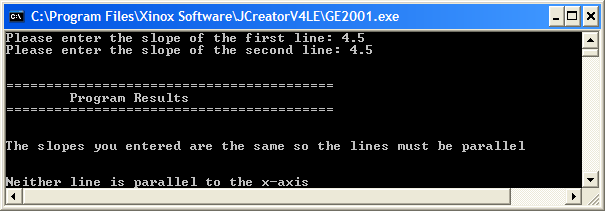 C:\Program Files\Xinox Software\JCreatorV4LE\GE2001.exe
Please enter the slope of the first line: 4.5
Please enter the slope of the second line: 4.5
=========================================
Program Results
=========================================
The slopes you entered are the same so the lines must be parallel
Neither line is parallel to the x-axis